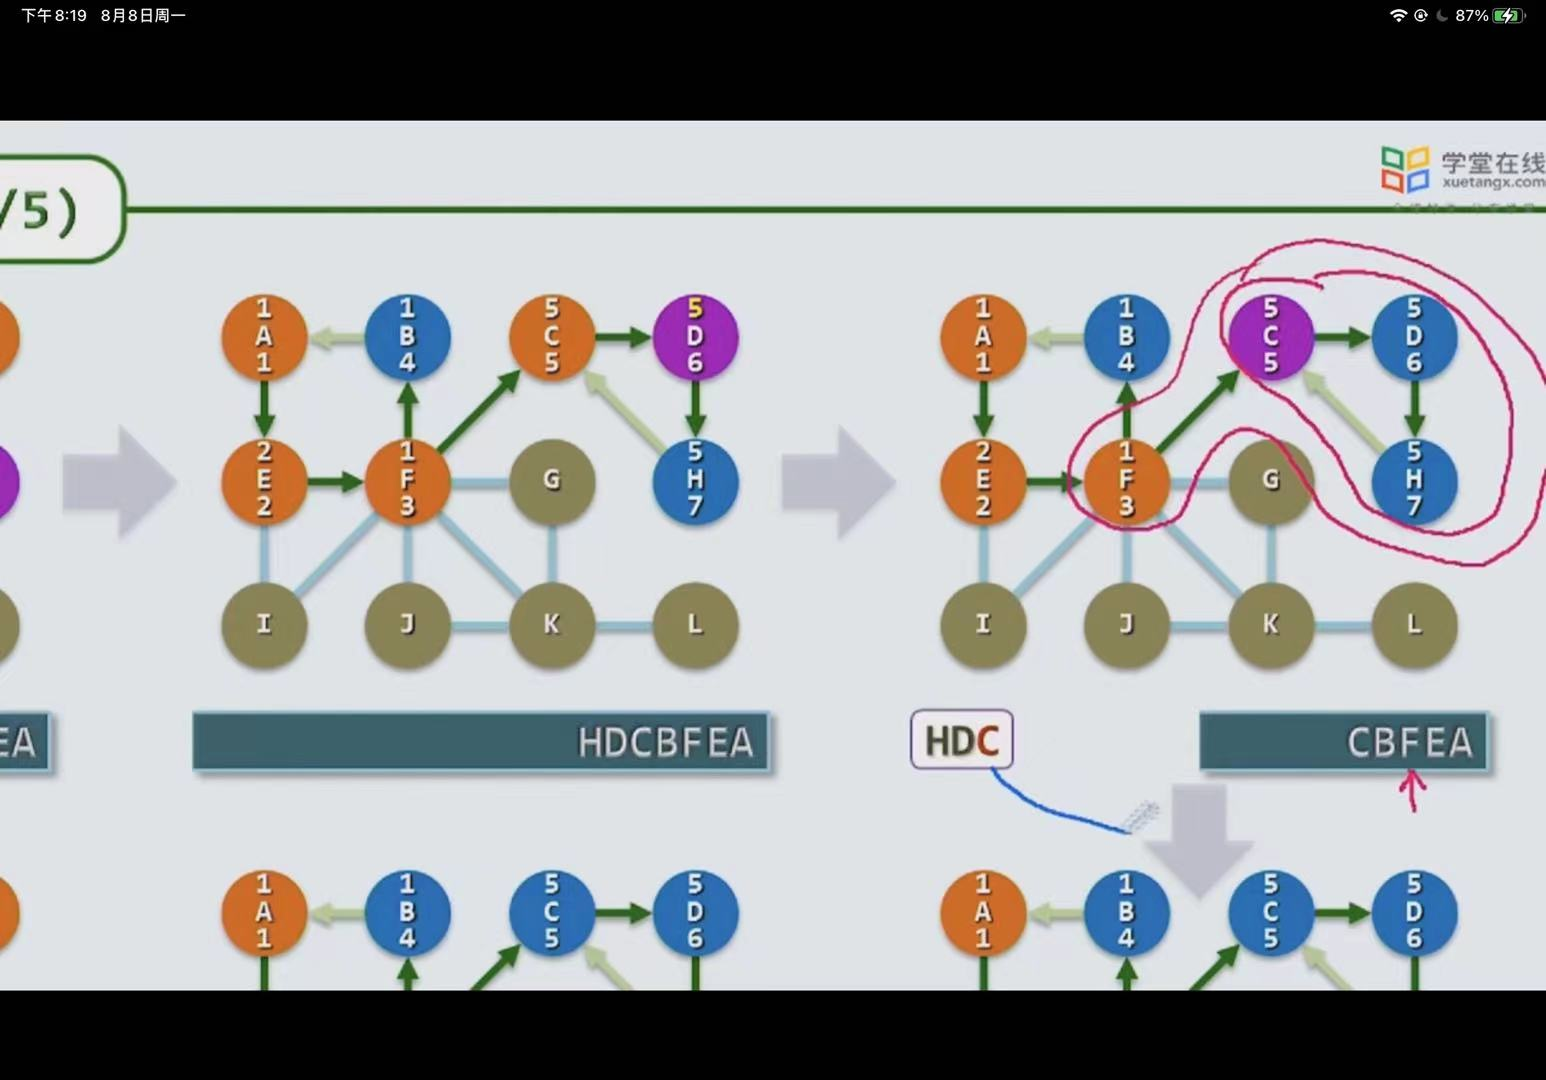 下午8:19 8月8日周一
87%
/5)
学堂在线
xuetangx.com
1
A
1
1
B
4
5
C
5
5
D
6
1
A
1
1
B
4
5
C
5
5
D
6
2
E
2
1
F
3
G
5
H
7
2
E
2
1
F
3
G
5
H
7
I
J
K
L
I
J
K
L
EA
HDCBFEA
HDC
CBFEA
1
A
1
1
B
4
5
C
5
5
D
6
1
A
1
1
B
4
5
C
5
5
D
6